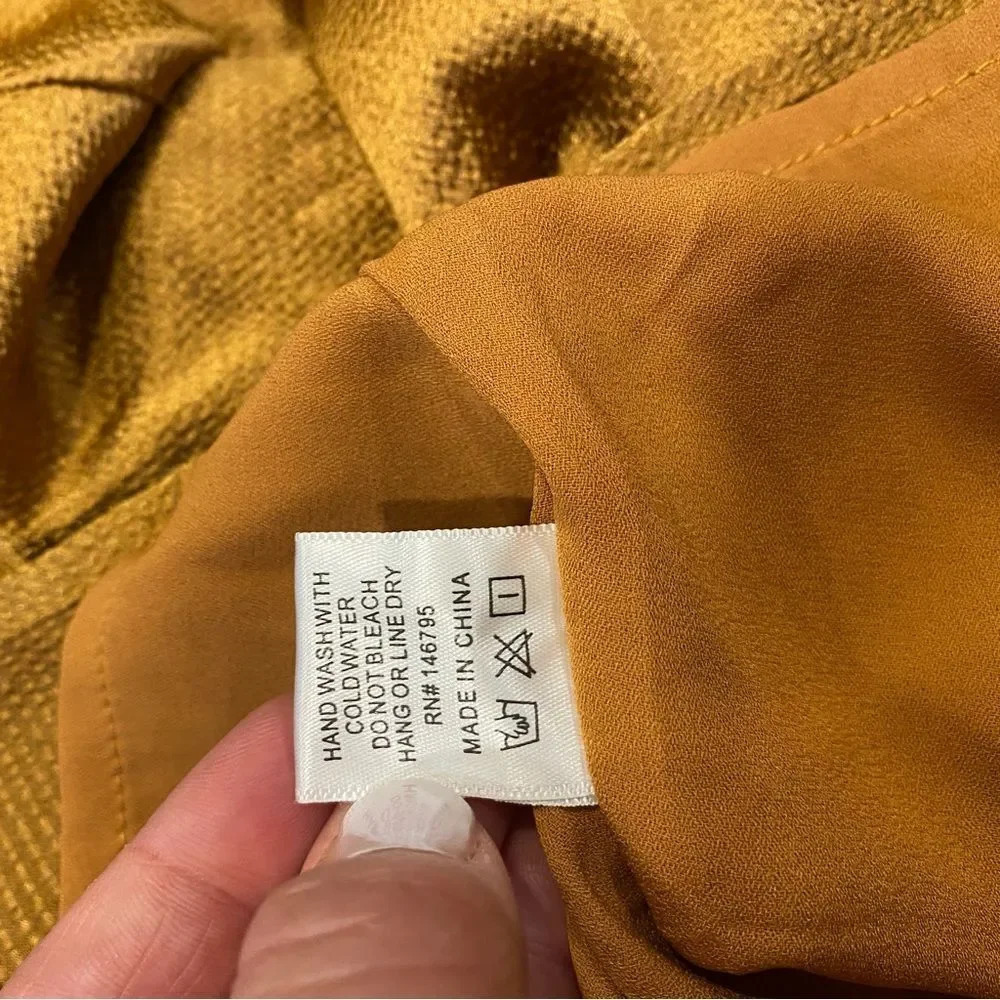 HAND WASH WITH
COLD WATER
DO NOT BLEACH
HANG OR LINE DRY
RN# 146795
MADE IN CHINA